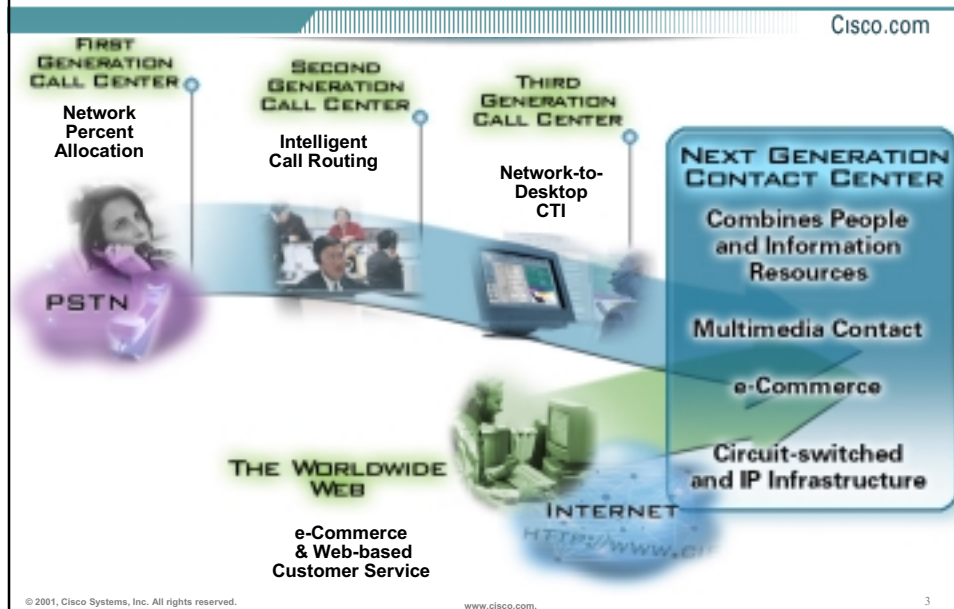 Cisco.com
FIRST
GENERATION
CALL CENTER
Network
Percent
Allocation
SECOND
GENERATION
CALL CENTER
Intelligent
Call Routing
THIRD
GENERATION
CALL CENTER
Network-to-
Desktop
CTI
PSTN
NEXT GENERATION
CONTACT CENTER
Combines People
and Information
Resources
Multimedia Contact
e-Commerce
Circuit-switched
and IP Infrastructure
THE WORLDWIDE
WEB
e-Commerce
& Web-based
Customer Service
INTERNET
HTTP://WWW.CI
© 2001, Cisco Systems, Inc. All rights reserved.
www.cisco.com.
3